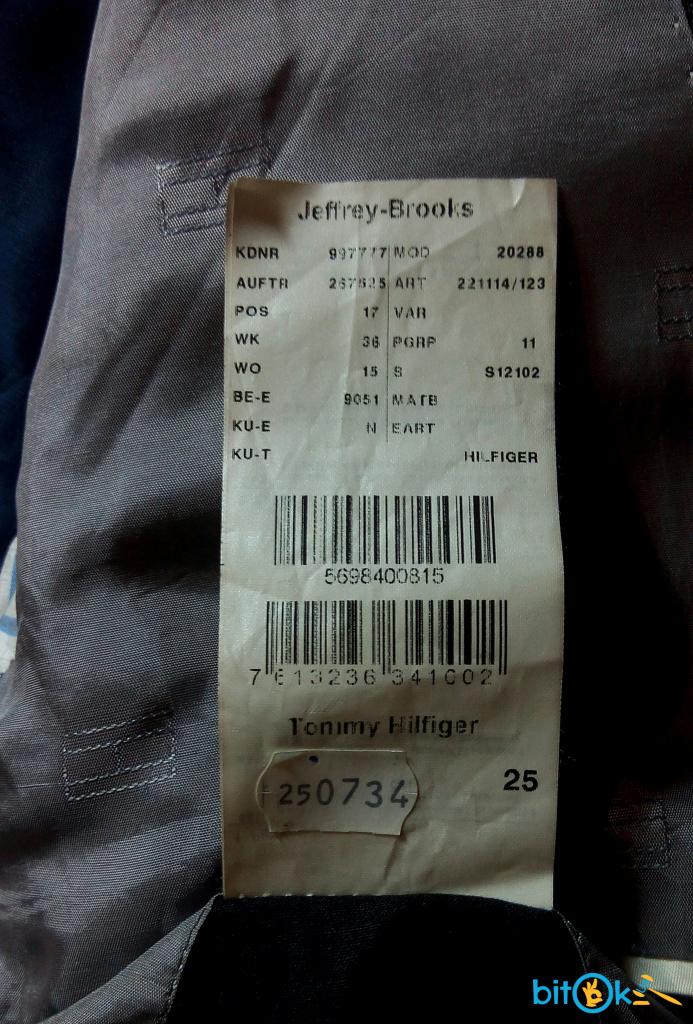 Jeffrey-Brooks
KDNR 997777 MOD 20288
AUFTR 267525 ART 221114/123
POS 17 VAR
WK 36 PGRP 11
WO 15 S S12102
BE-E 9051 MATB
KU-E N EART
KU-T HILFIGER
5698400815
7 613236 341002
Tommy Hilfiger
250734
25
bitOk